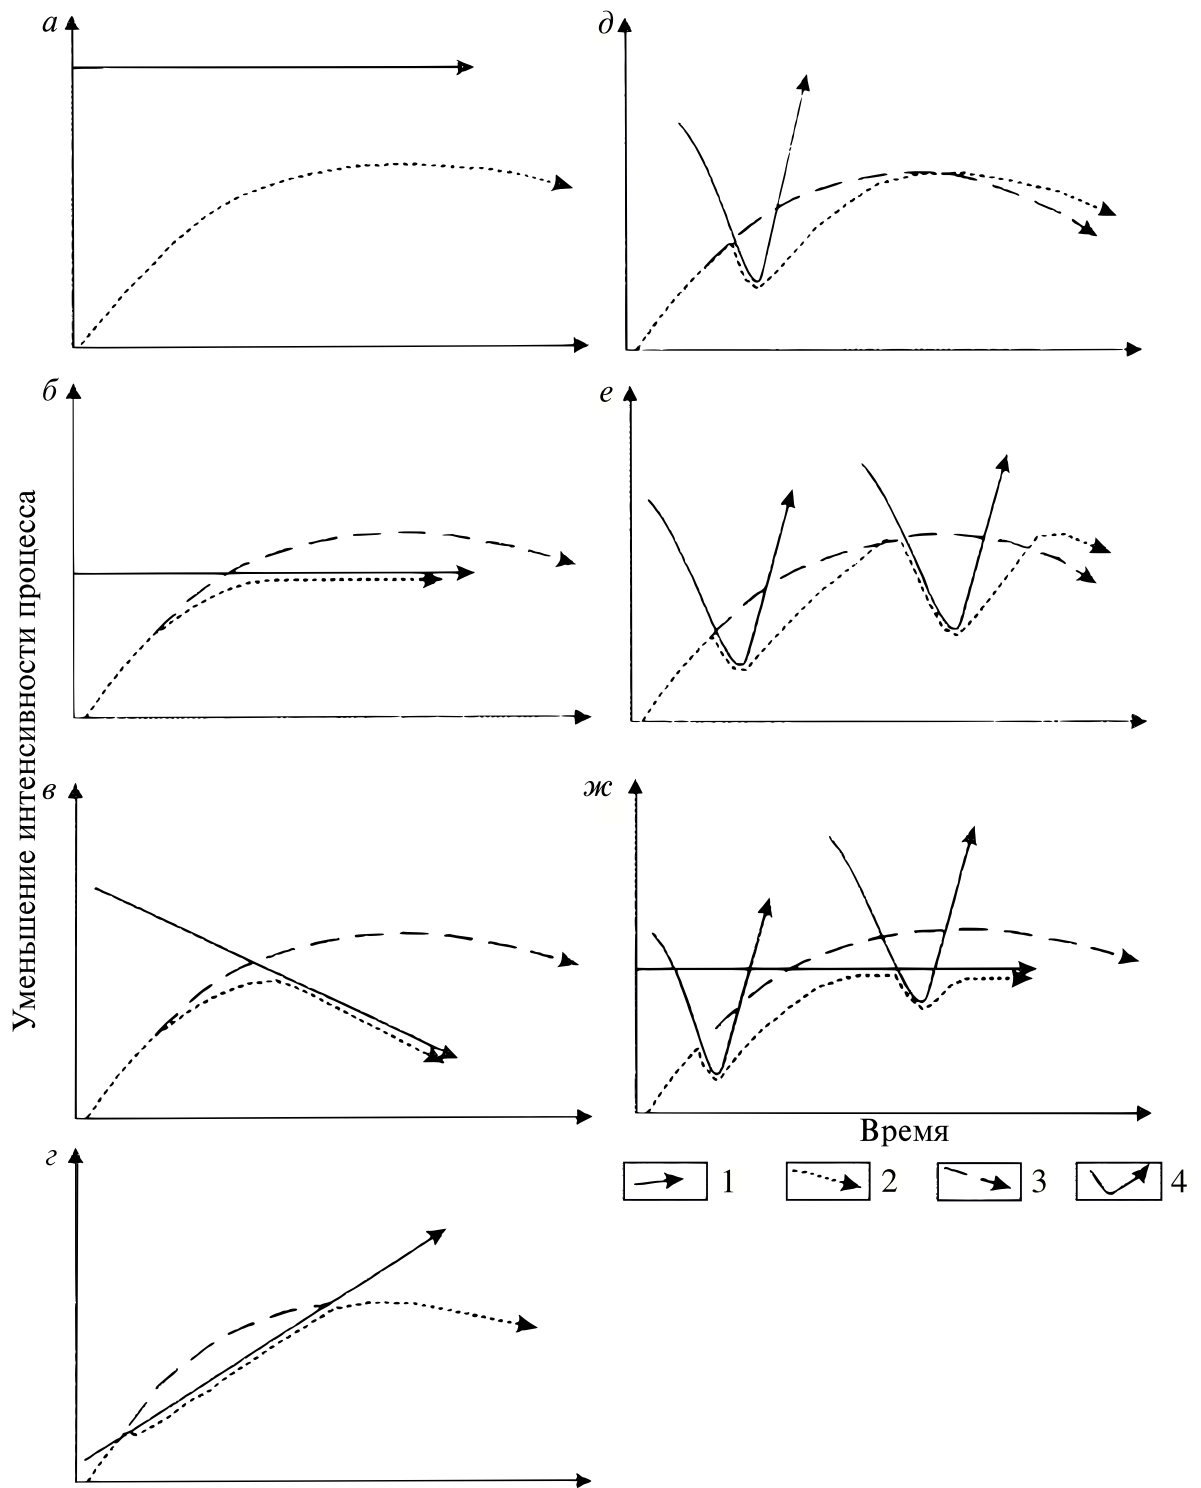 а
д
б
е
Уменьшение интенсивности процесса
в
ж
Время
1 2 3 4
г